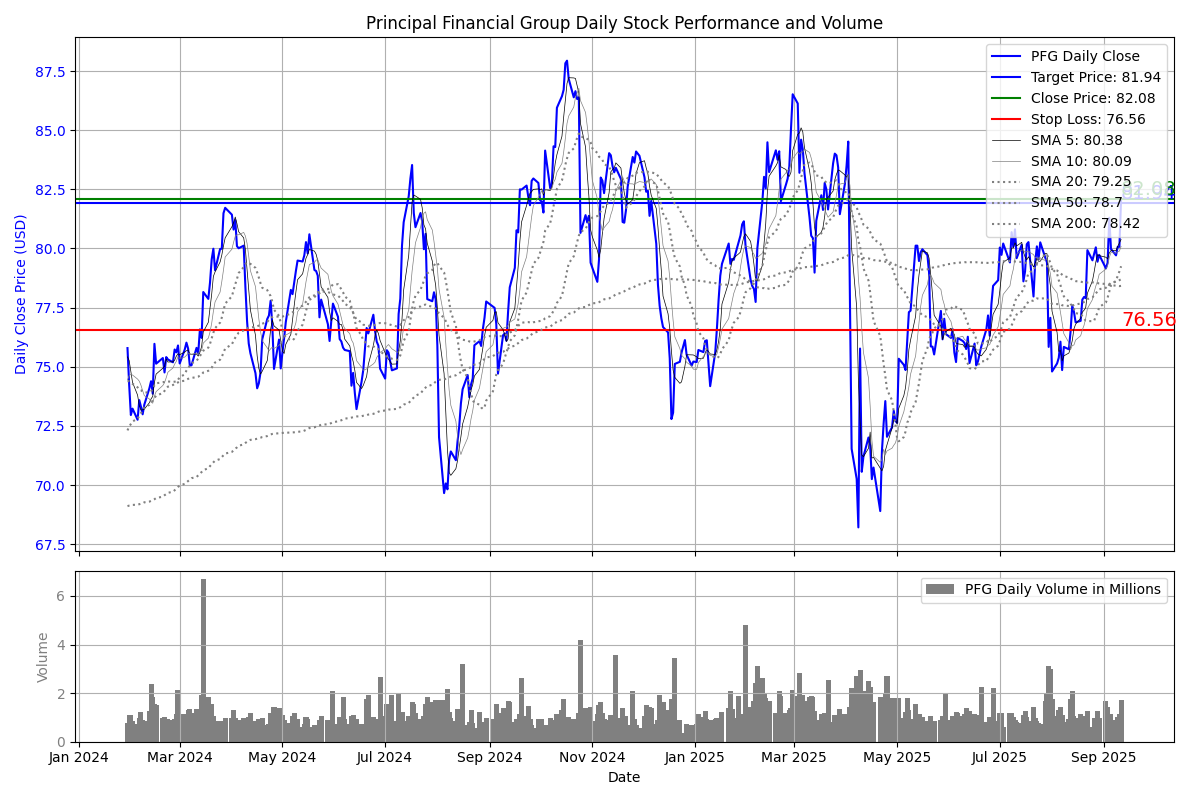 Principal Financial Group Daily Stock Performance and Volume
Daily Close Price (USD)
87.5
85.0
82.5
80.0
77.5
75.0
72.5
70.0
67.5
PFG Daily Close
Target Price: 81.94
Close Price: 82.08
Stop Loss: 76.56
SMA 5: 80.38
SMA 10: 80.09
SMA 20: 79.25
SMA 50: 78.7
SMA 200: 78.42
76.56
Volume
6
4
2
0
PFG Daily Volume in Millions
Jan 2024 Mar 2024 May 2024 Jul 2024 Sep 2024 Nov 2024 Jan 2025 Mar 2025 May 2025 Jul 2025 Sep 2025
Date